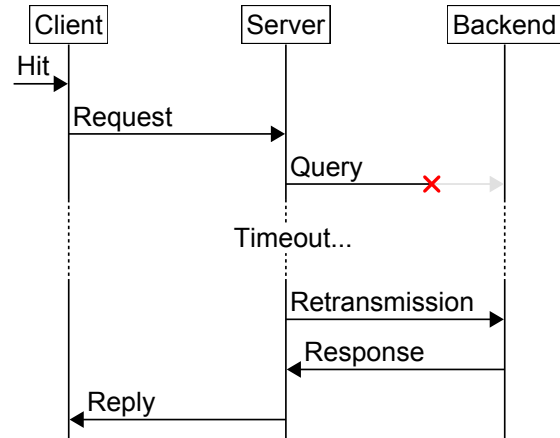 Client
Server
Backend
Hit
Request
Query
Timeout...
Retransmission
Response
Reply